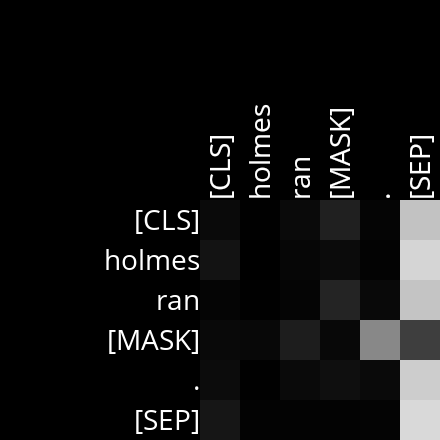 [CLS]
holmes
ran
[MASK]
.
[SEP]
[CLS]
holmes
ran
[MASK]
.
[SEP]